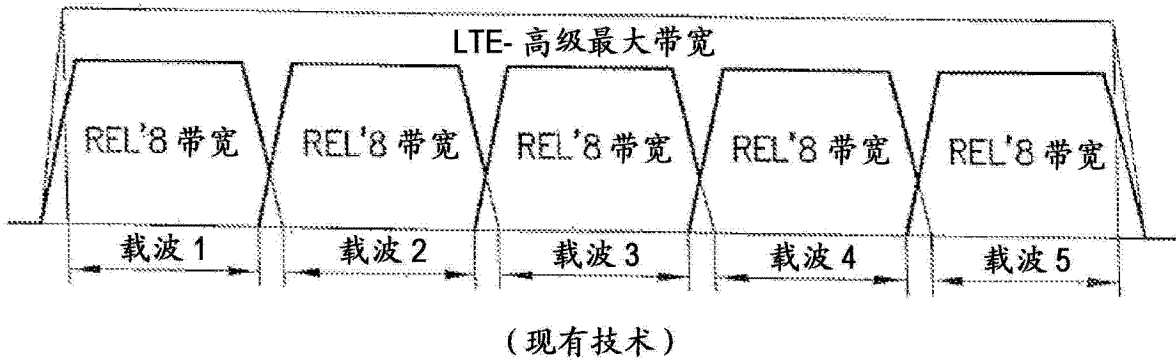 LTE- 高级最大带宽
REL'8 带宽 REL'8 带宽 REL'8 带宽 REL'8 带宽 REL'8 带宽
载波 1 载波 2 载波 3 载波 4 载波 5
(现有技术)